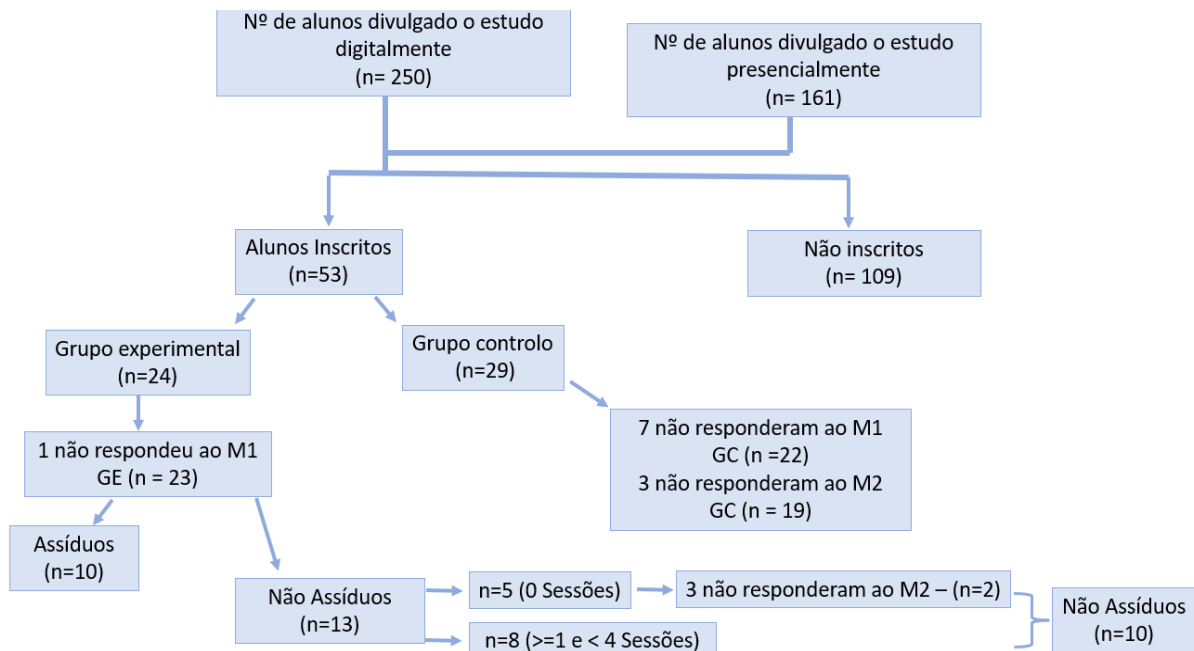 Nº de alunos divulgado o estudo
digitalmente
(n= 250)
Nº de alunos divulgado o estudo
presencialmente
(n= 161)
Alunos Inscritos
(n=53)
Não inscritos
(n= 109)
Grupo experimental
(n=24)
Grupo controlo
(n=29)
1 não respondeu ao M1
GE (n = 23)
7 não responderam ao M1
GC (n =22)
3 não responderam ao M2
GC (n = 19)
Assíduos
(n=10)
Não Assíduos
(n=13)
n=5 (0 Sessões)
3 não responderam ao M2 – (n=2)
n=8 (>=1 e < 4 Sessões)
Não Assíduos
(n=10)